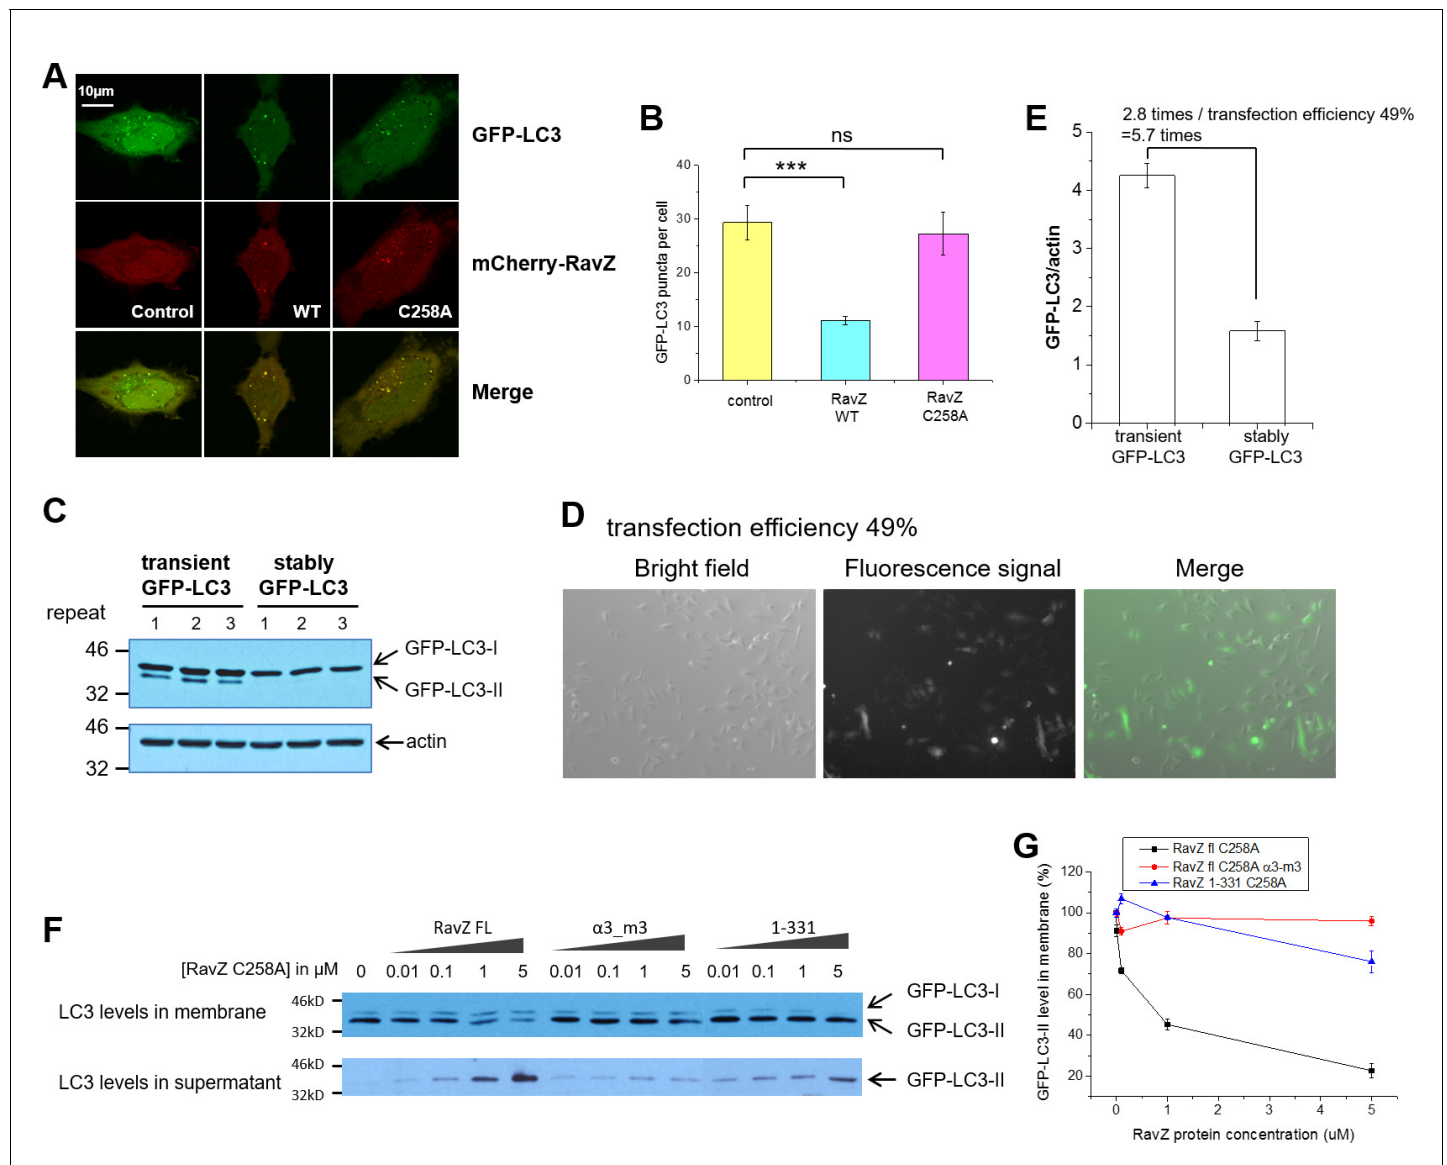 A
10μm
GFP-LC3
mCherry-RavZ
Control
WT
C258A
Merge
B
ns
***
GFP-LC3 puncta per cell
40
30
20
10
0
control
RavZ
WT
RavZ
C258A
E
2.8 times / transfection efficiency 49%
=5.7 times
GFP-LC3/actin
5
4
3
2
1
0
transient
GFP-LC3
stably
GFP-LC3
C
transient
GFP-LC3
stably
GFP-LC3
repeat
1 2 3 1 2 3
46
32
GFP-LC3-I
GFP-LC3-II
46
32
actin
D
transfection efficiency 49%
Bright field
Fluorescence signal
Merge
F
RavZ FL
α3_m3
1-331
[RavZ C258A] in μM
0 0.01 0.1 1 5 0.01 0.1 1 5 0.01 0.1 1 5
LC3 levels in membrane
46kD
32kD
GFP-LC3-I
GFP-LC3-II
LC3 levels in supermatant
46kD
32kD
GFP-LC3-II
G
RavZ fl C258A
RavZ fl C258A α3-m3
RavZ 1-331 C258A
GFP-LC3-II level in membrane (%)
120
100
80
60
40
20
0 1 2 3 4 5
RavZ protein concentration (uM)